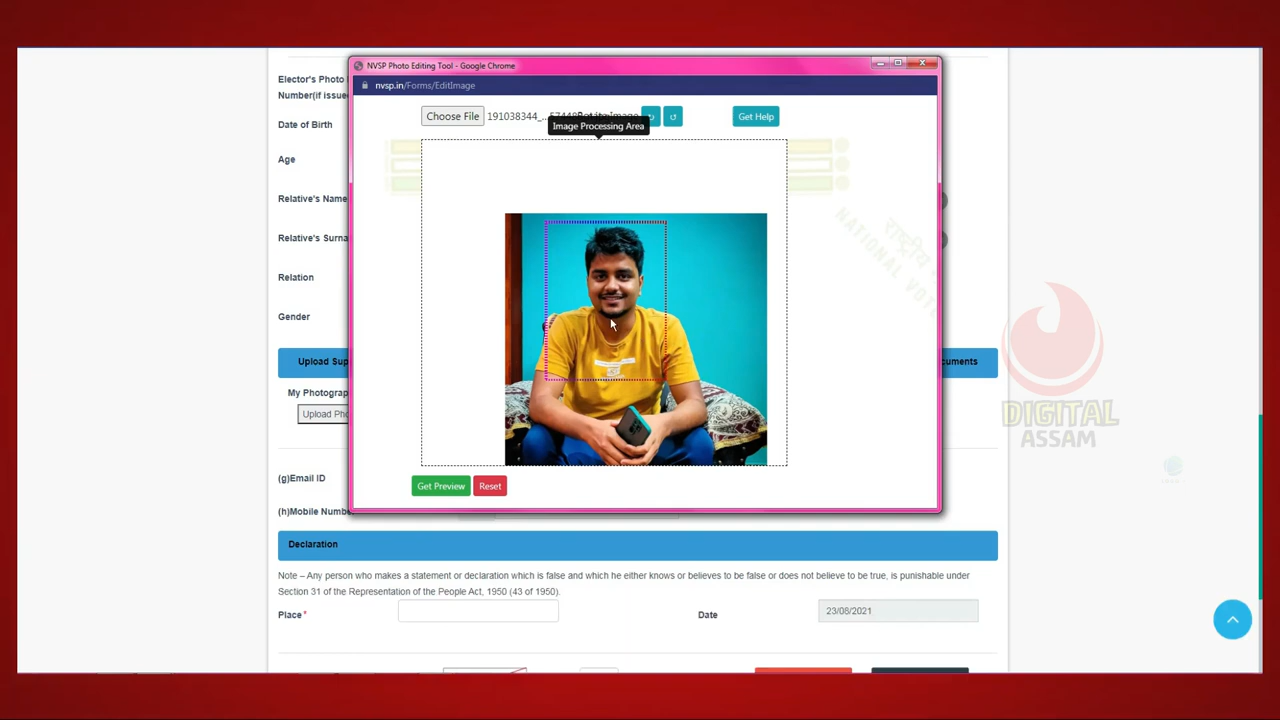 NVSP Photo Editing Tool - Google Chrome
nvsp.in/Forms/EditImage
Choose File
191038344_...
Get Help
Image Processing Area
Elector's Photo
Number(if issued
Date of Birth
Age
Relative's Name
Relative's Surna
Relation
Gender
NATIONAL VOT
राष्ट्रीय
Upload Sup
cuments
My Photograp
Upload Pho
DIGITAL
ASSAM
Get Preview
Reset
(g)Email ID
(h)Mobile Numbe
Declaration
Note – Any person who makes a statement or declaration which is false and which he either knows or believes to be false or does not believe to be true, is punishable under
Section 31 of the Representation of the People Act, 1950 (43 of 1950).
Place*
Date
23/08/2021